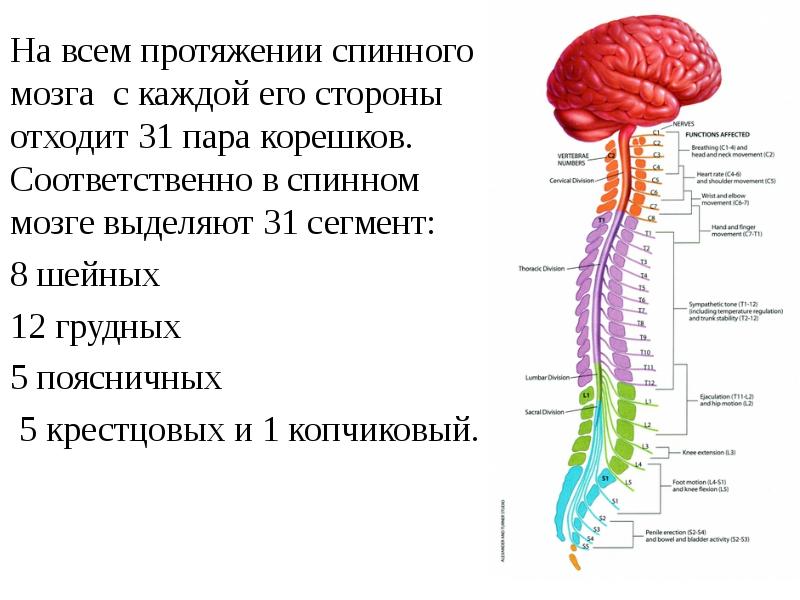 На всем протяжении спинного
мозга с каждой его стороны
отходит 31 пара корешков.
Соответственно в спинном
мозге выделяют 31 сегмент:
8 шейных
12 грудных
5 поясничных
5 крестцовых и 1 копчиковый.
NERVES
FUNCTIONS AFFECTED
VERTEBRAE
NUMBERS
Cervical Division
Thoracic Division
Lumbar Division
Sacral Division
C2
T1
L1
S1
C1
C2
C3
C4
C5
C6
C7
C8
T1
T2
T3
T4
T5
T6
T7
T8
T9
T10
T11
T12
L1
L2
L3
L4
L5
S1
S2
S3
S4
S5
Breathing (C1-4) and
head and neck movement (C2)
Heart rate (C4-6)
and shoulder movement (C5)
Wrist and elbow
movement (C6-7)
Hand and finger
movement (C7-T1)
Sympathetic tone (T1-12)
(including temperature regulation)
and trunk stability (T2-12)
Ejaculation (T11-L2)
and hip motion (L2)
Knee extension (L3)
Foot motion (L4-S1)
and knee flexion (L5)
Penile erection (S2-S4)
and bowel and bladder activity (S2-S3)
ALEXANDER AND TURNER STUDIO